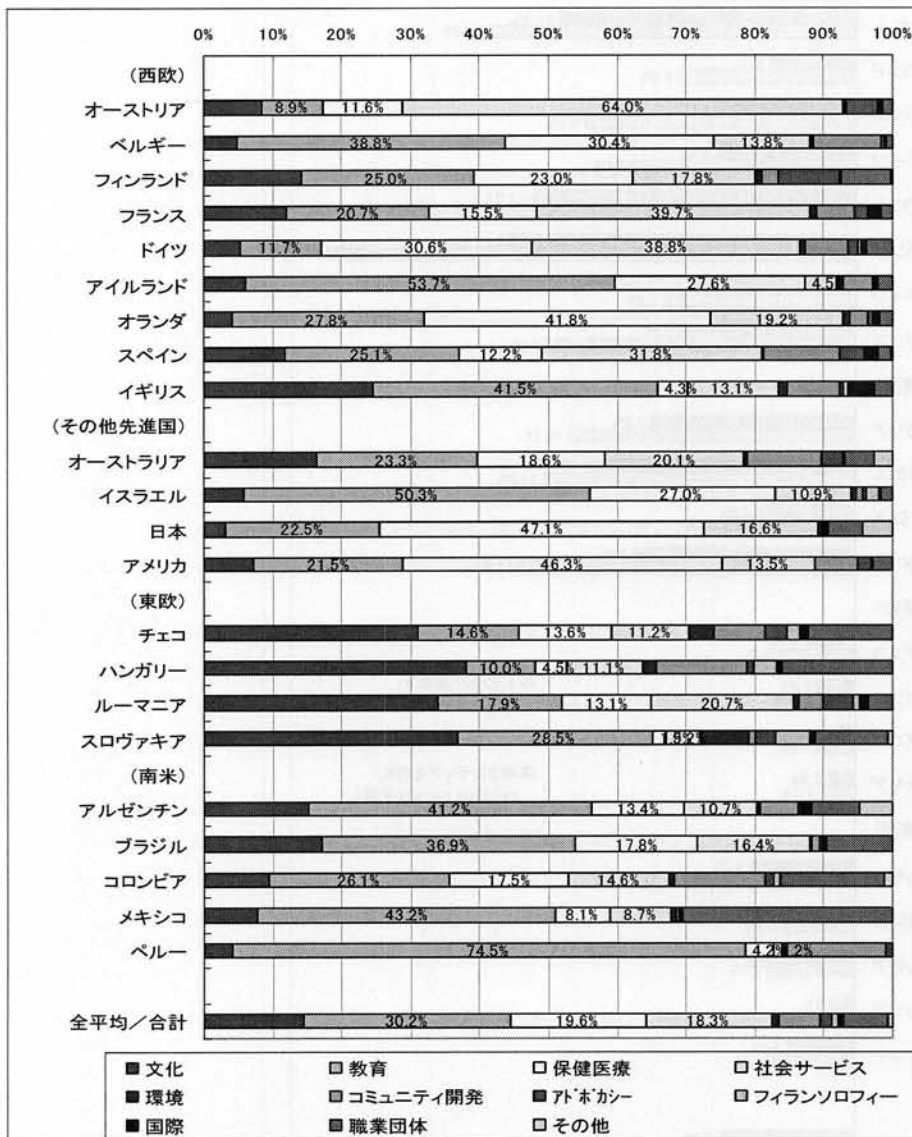 0% 10% 20% 30% 40% 50% 60% 70% 80% 90% 100%
(西欧)
オーストリア 8.9% 11.6% 64.0%
ベルギー 38.8% 30.4% 13.8%
フィンランド 25.0% 23.0% 17.8%
フランス 20.7% 15.5% 39.7%
ドイツ 11.7% 30.6% 38.8%
アイルランド 53.7% 27.6% 4.5
オランダ 27.8% 41.8% 19.2%
スペイン 25.1% 12.2% 31.8%
イギリス 41.5% 4.3% 13.1%
(その他先進国)
オーストラリア 23.3% 18.6% 20.1%
イスラエル 50.3% 27.0% 10.9%
日本 22.5% 47.1% 16.6%
アメリカ 21.5% 46.3% 13.5%
(東欧)
チェコ 14.6% 13.6% 11.2%
ハンガリー 10.0% 4.5% 11.1%
ルーマニア 17.9% 13.1% 20.7%
スロヴァキア 28.5%
(南米)
アルゼンチン 41.2% 13.4% 10.7%
ブラジル 36.9% 17.8% 16.4%
コロンビア 26.1% 17.5% 14.6%
メキシコ 43.2% 8.1% 8.7%
ペルー 74.5%
全平均/合計 30.2% 19.6% 18.3%
文化 教育 保健医療 社会サービス
環境 コミュニティ開発 アドボカシー フィランソロフィー
国際 職業団体 その他